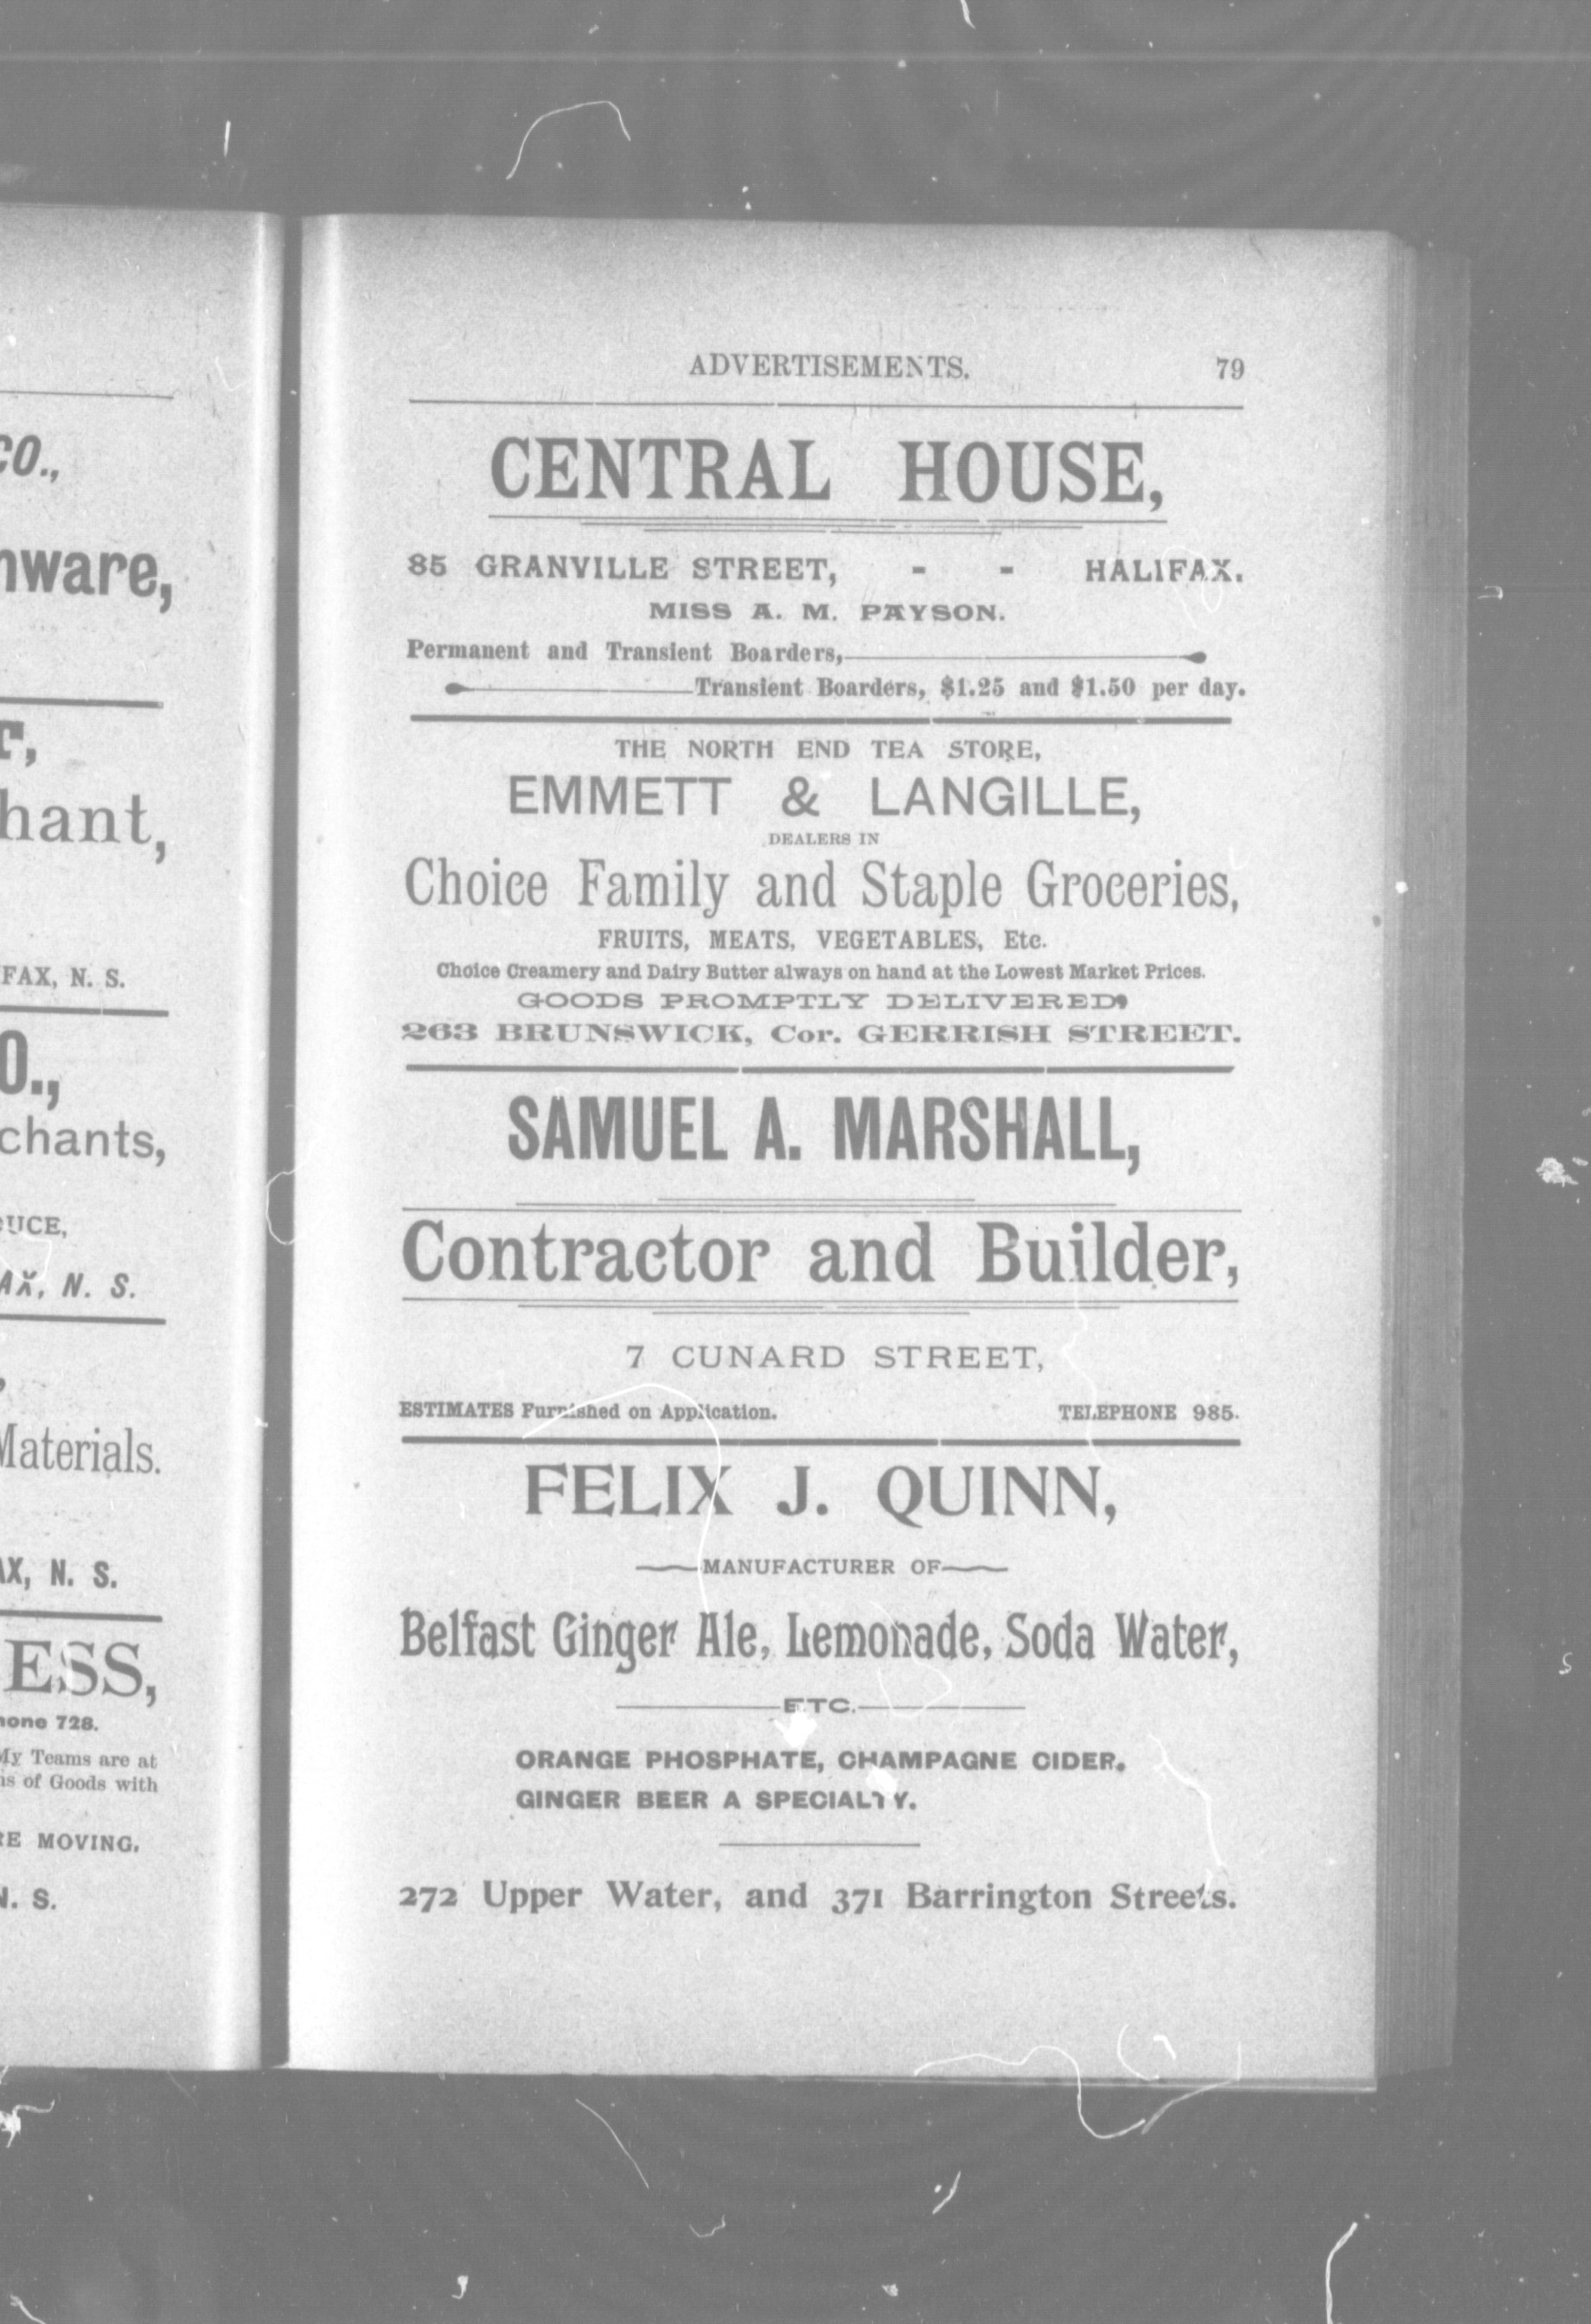 CO.,
ware,
hant,
FAX, N. S.
O.,
chants,
UCE,
AX, N. S.
Materials.
AX, N. S.
ESS,
hone 728.
My Teams are at
ns of Goods with
RE MOVING.
N. S.
ADVERTISEMENTS. 79
CENTRAL HOUSE,
85 GRANVILLE STREET, - - HALIFAX.
MISS A. M. PAYSON.
Permanent and Transient Boarders,
Transient Boarders, $1.25 and $1.50 per day.
THE NORTH END TEA STORE,
EMMETT & LANGILLE,
DEALERS IN
Choice Family and Staple Groceries,
FRUITS, MEATS, VEGETABLES, Etc.
Choice Creamery and Dairy Butter always on hand at the Lowest Market Prices.
GOODS PROMPTLY DELIVERED,
263 BRUNSWICK, Cor. GERRISH STREET.
SAMUEL A. MARSHALL,
Contractor and Builder,
7 CUNARD STREET,
ESTIMATES Furnished on Application. TELEPHONE 985.
FELIX J. QUINN,
MANUFACTURER OF
Belfast Ginger Ale, Lemonade, Soda Water,
ETC.
ORANGE PHOSPHATE, CHAMPAGNE CIDER.
GINGER BEER A SPECIALTY.
272 Upper Water, and 371 Barrington Streets.